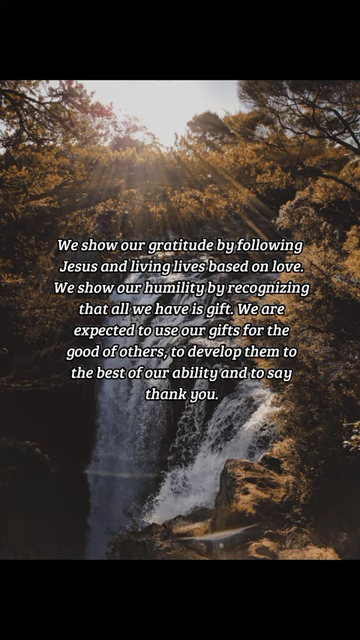 We show our gratitude by following
Jesus and living lives based on love.
We show our humility by recognizing
that all we have is gift. We are
expected to use our gifts for the
good of others, to develop them to
the best of our ability and to say
thank you.